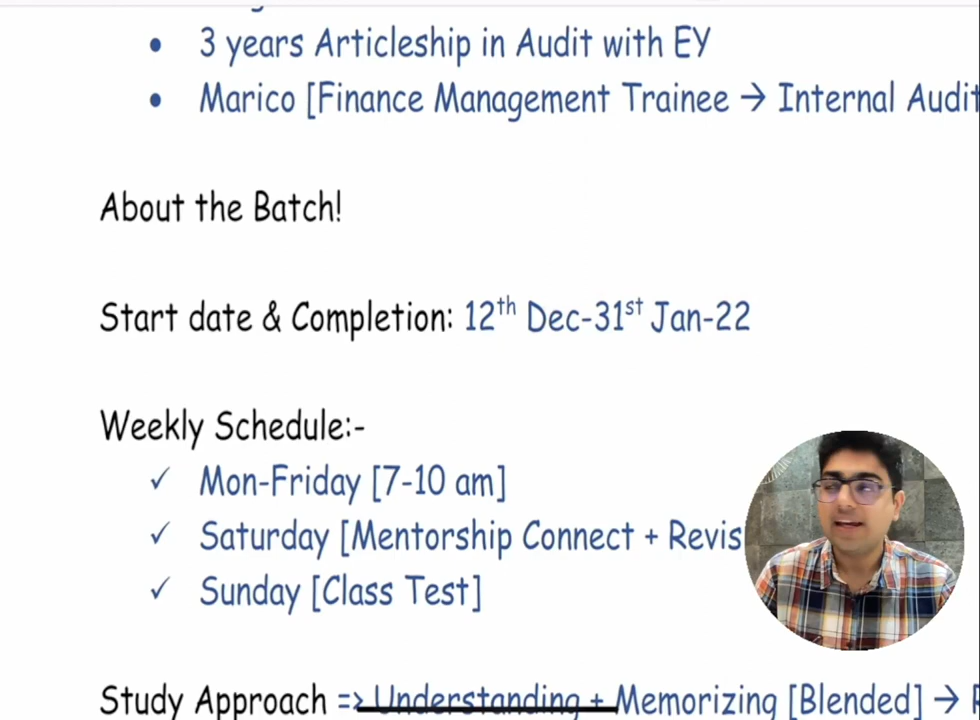 • 3 years Articleship in Audit with EY
• Marico [Finance Management Trainee → Internal Audit
About the Batch!
Start date & Completion: 12th Dec-31st Jan-22
Weekly Schedule:-
✓ Mon-Friday [7-10 am]
✓ Saturday [Mentorship Connect + Revis
✓ Sunday [Class Test]
Study Approach => Understanding + Memorizing [Blended] →